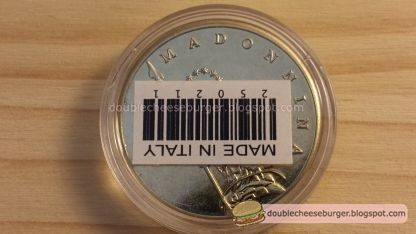 MADONNINA
MADE IN ITALY
250211
doublecheeseburger.blogspot.com
doublecheeseburger.blogspot.com